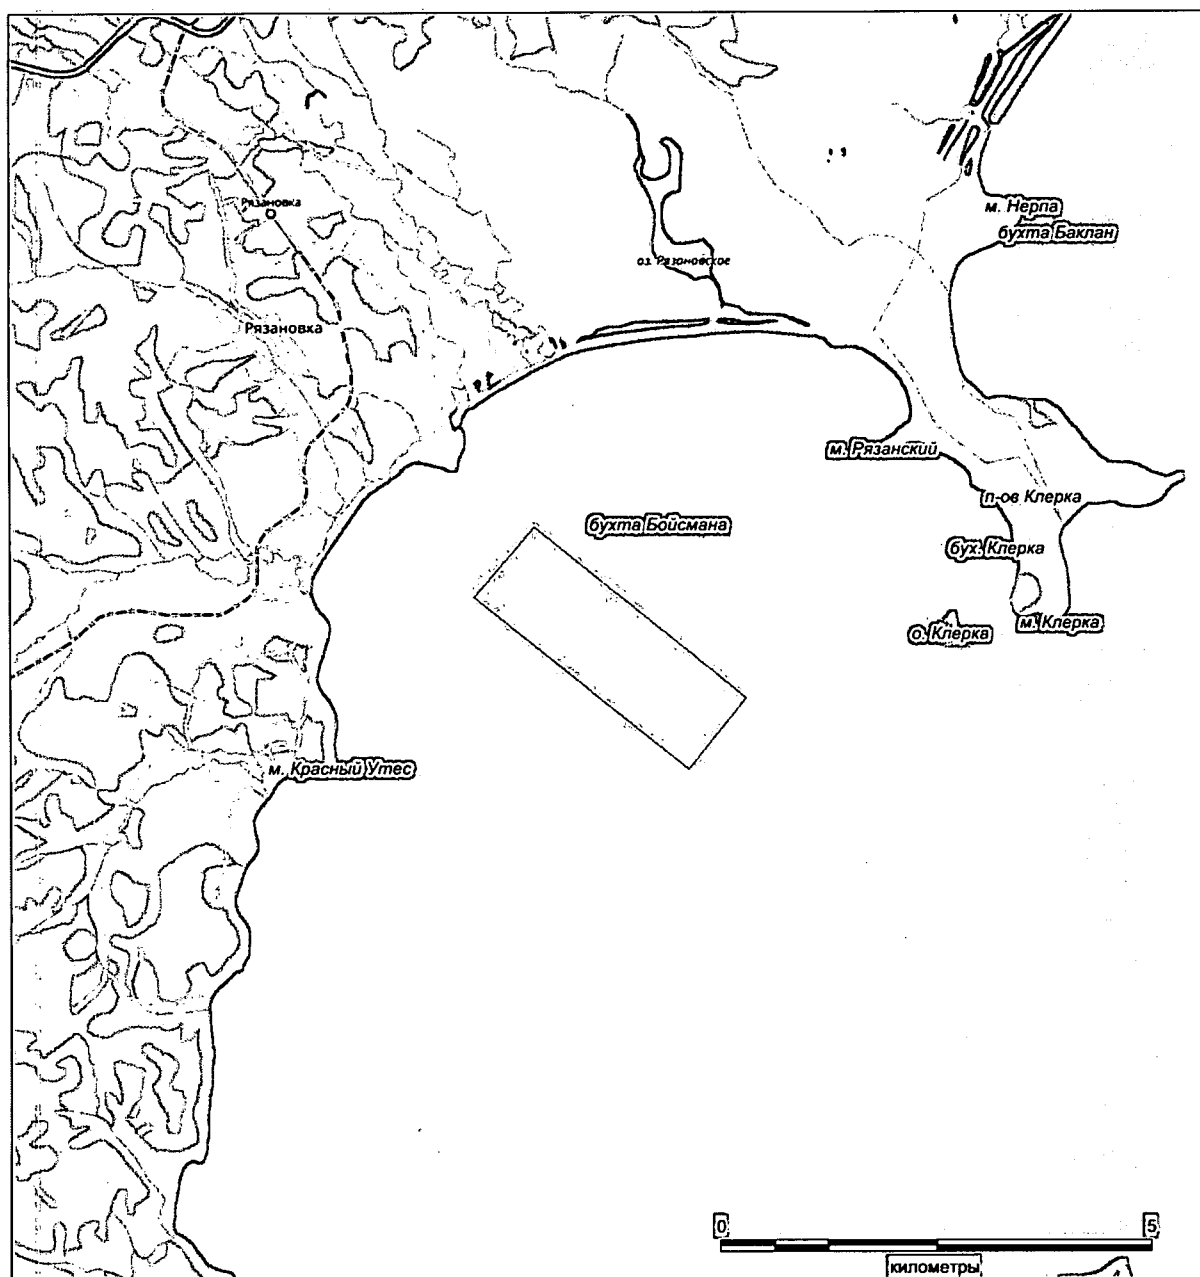 м. Нерпа
Рязановка
бухта Баклан
оз. Рязоновское
Рязановка
м. Рязанский
п-ов Клерка
бухта Бойсмана
бух. Клерка
м. Клерка
о. Клерка
м. Красный Утес
0 5
километры